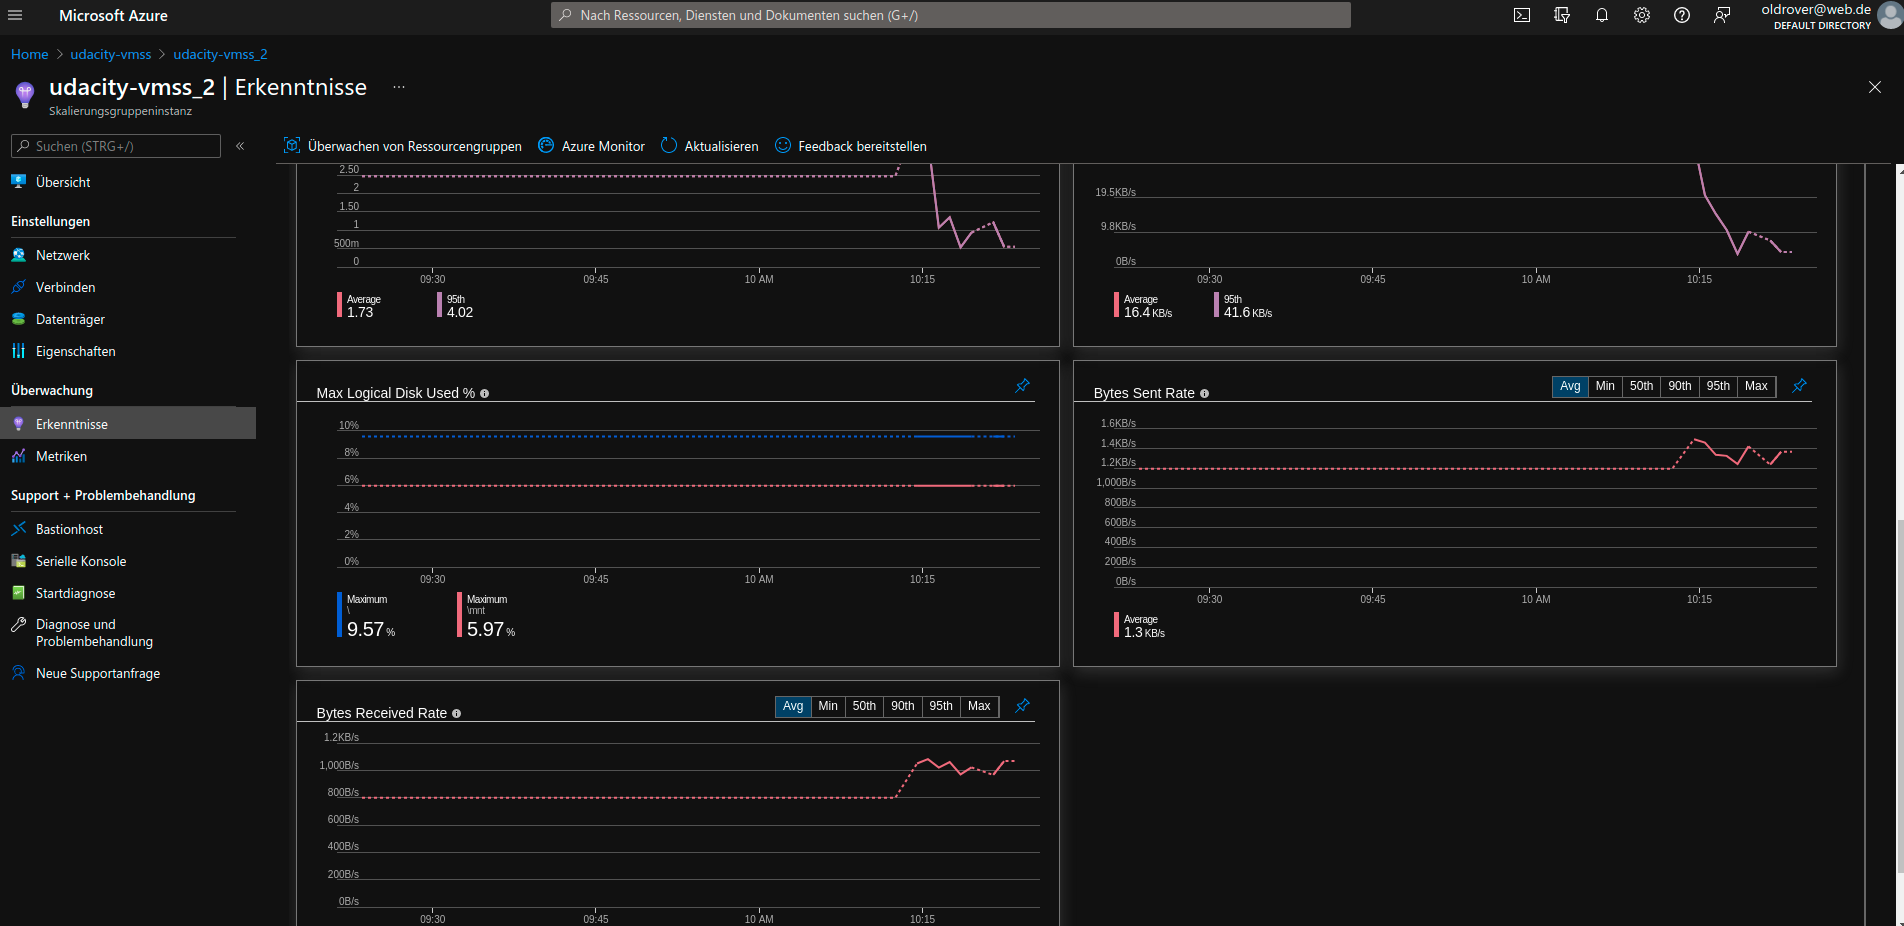 Microsoft Azure
Nach Ressourcen, Diensten und Dokumenten suchen (G+/)
oldrover@web.de
DEFAULT DIRECTORY
Home > udacity-vmss > udacity-vmss_2
udacity-vmss_2 | Erkenntnisse ...
Skalierungsgruppeninstanz
Suchen (STRG+/)
«
Übersicht
Einstellungen
Netzwerk
Verbinden
Datenträger
Eigenschaften
Überwachung
Erkenntnisse
Metriken
Support + Problembehandlung
Bastionhost
Serielle Konsole
Startdiagnose
Diagnose und
Problembehandlung
Neue Supportanfrage
Überwachen von Ressourcengruppen
Azure Monitor
Aktualisieren
Feedback bereitstellen
2.50
2
1.50
1
500m
0
09:30 09:45 10 AM 10:15
Average 95th
1.73 4.02
19.5KB/s
9.8KB/s
0B/s
09:30 09:45 10 AM 10:15
Average 95th
16.4 KB/s 41.6 KB/s
Max Logical Disk Used %
10%
8%
6%
4%
2%
0%
09:30 09:45 10 AM 10:15
Maximum Maximum
\ \mnt
9.57 % 5.97 %
Bytes Sent Rate
Avg Min 50th 90th 95th Max
1.6KB/s
1.4KB/s
1.2KB/s
1,000B/s
800B/s
600B/s
400B/s
200B/s
0B/s
09:30 09:45 10 AM 10:15
Average
1.3 KB/s
Bytes Received Rate
Avg Min 50th 90th 95th Max
1.2KB/s
1,000B/s
800B/s
600B/s
400B/s
200B/s
0B/s
09:30 09:45 10 AM 10:15